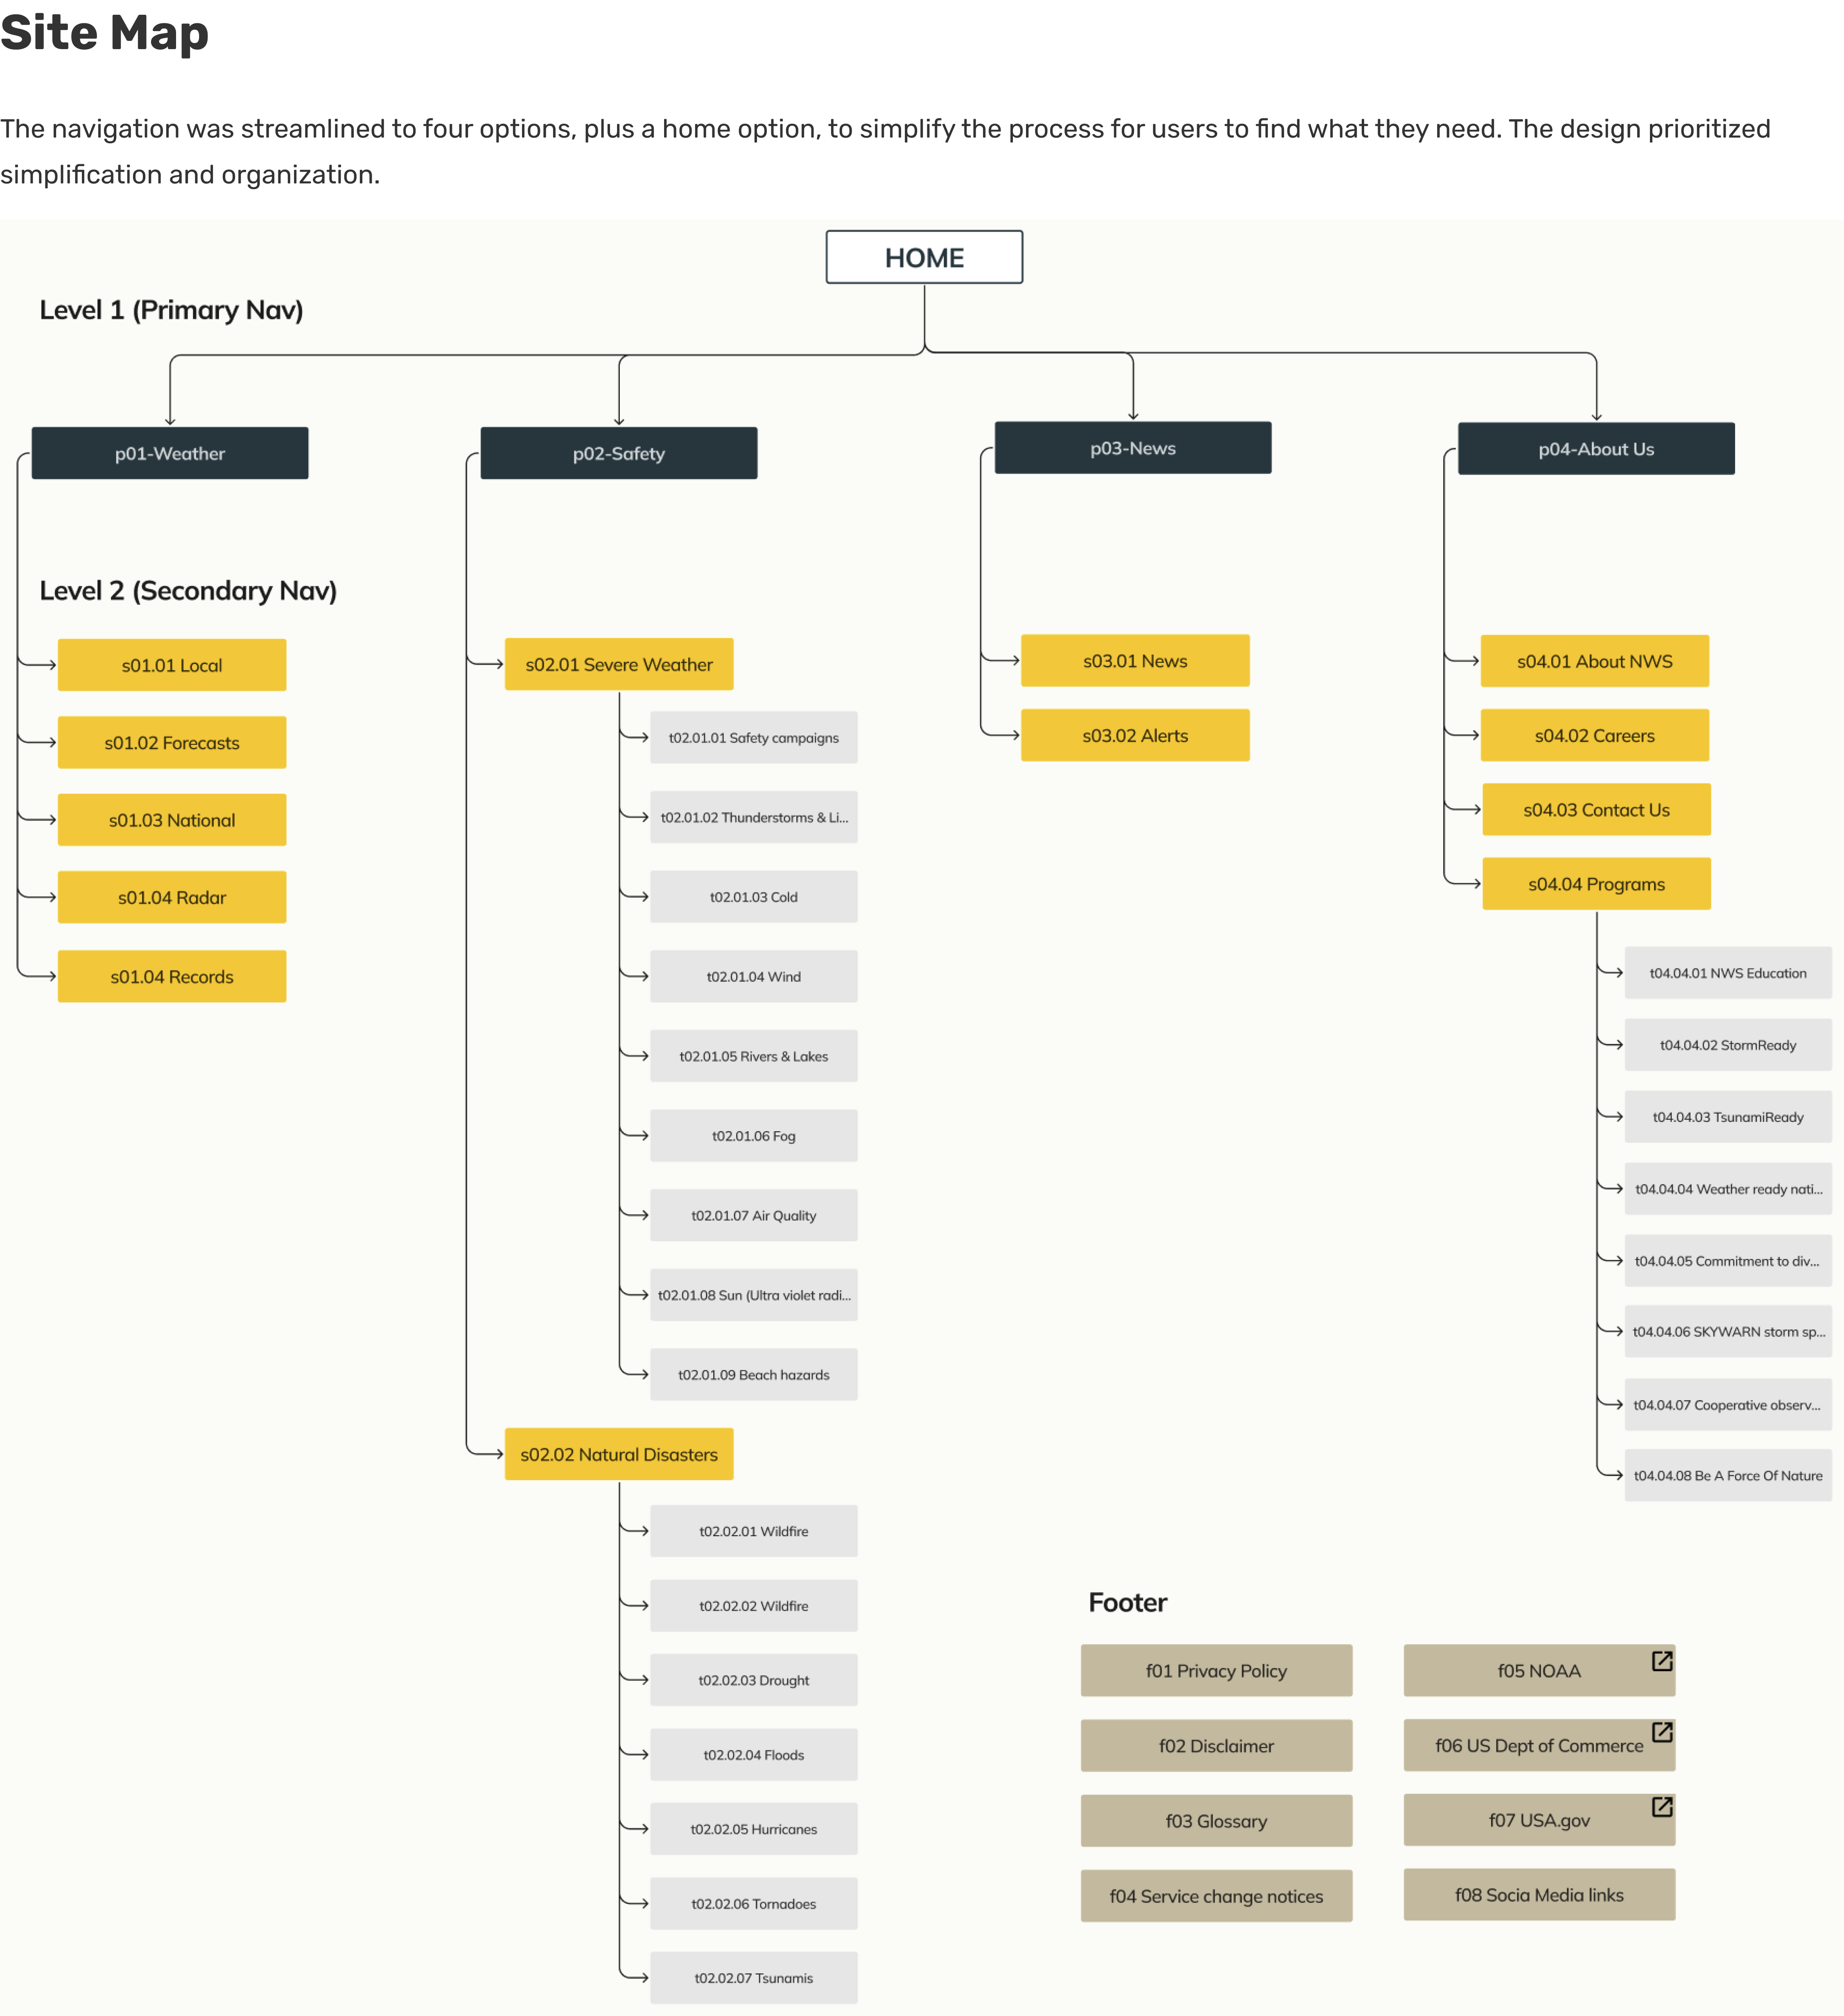 Site Map
The navigation was streamlined to four options, plus a home option, to simplify the process for users to find what they need. The design prioritized
simplification and organization.
HOME
Level 1 (Primary Nav)
p01-Weather
p02-Safety
p03-News
p04-About Us
Level 2 (Secondary Nav)
s01.01 Local
s01.02 Forecasts
s01.03 National
s01.04 Radar
s01.04 Records
s02.01 Severe Weather
t02.01.01 Safety campaigns
t02.01.02 Thunderstorms & Li...
t02.01.03 Cold
t02.01.04 Wind
t02.01.05 Rivers & Lakes
t02.01.06 Fog
t02.01.07 Air Quality
t02.01.08 Sun (Ultra violet radi...
t02.01.09 Beach hazards
s02.02 Natural Disasters
t02.02.01 Wildfire
t02.02.02 Wildfire
t02.02.03 Drought
t02.02.04 Floods
t02.02.05 Hurricanes
t02.02.06 Tornadoes
t02.02.07 Tsunamis
s03.01 News
s03.02 Alerts
s04.01 About NWS
s04.02 Careers
s04.03 Contact Us
s04.04 Programs
t04.04.01 NWS Education
t04.04.02 StormReady
t04.04.03 TsunamiReady
t04.04.04 Weather ready nati...
t04.04.05 Commitment to div...
t04.04.06 SKYWARN storm sp...
t04.04.07 Cooperative observ...
t04.04.08 Be A Force Of Nature
Footer
f01 Privacy Policy
f02 Disclaimer
f03 Glossary
f04 Service change notices
f05 NOAA
f06 US Dept of Commerce
f07 USA.gov
f08 Socia Media links